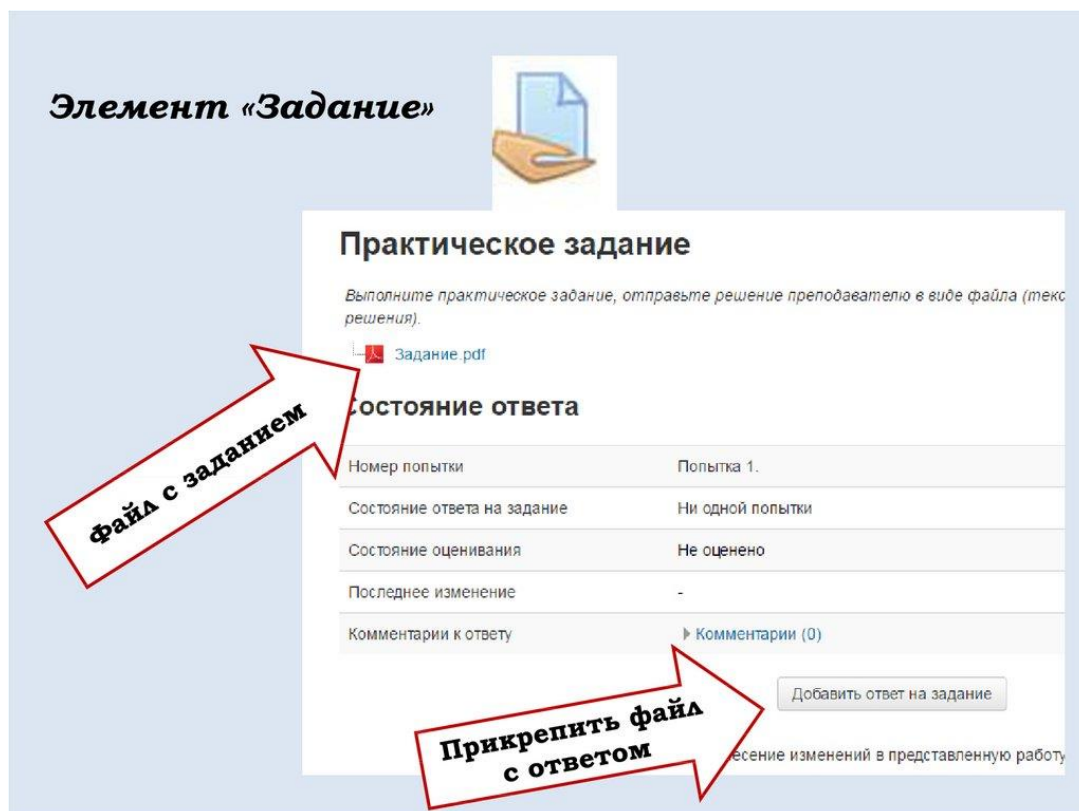 Элемент «Задание»
Практическое задание
Выполните практическое задание, отправьте решение преподавателю в виде файла
решения).
Задание.pdf
Файл с заданием
Состояние ответа
Номер попытки Попытка 1.
Состояние ответа на задание Ни одной попытки
Состояние оценивания Не оценено
Последнее изменение -
Комментарии к ответу Комментарии (0)
Добавить ответ на задание
Прикрепить файл
с ответом
изменений в представленную работу